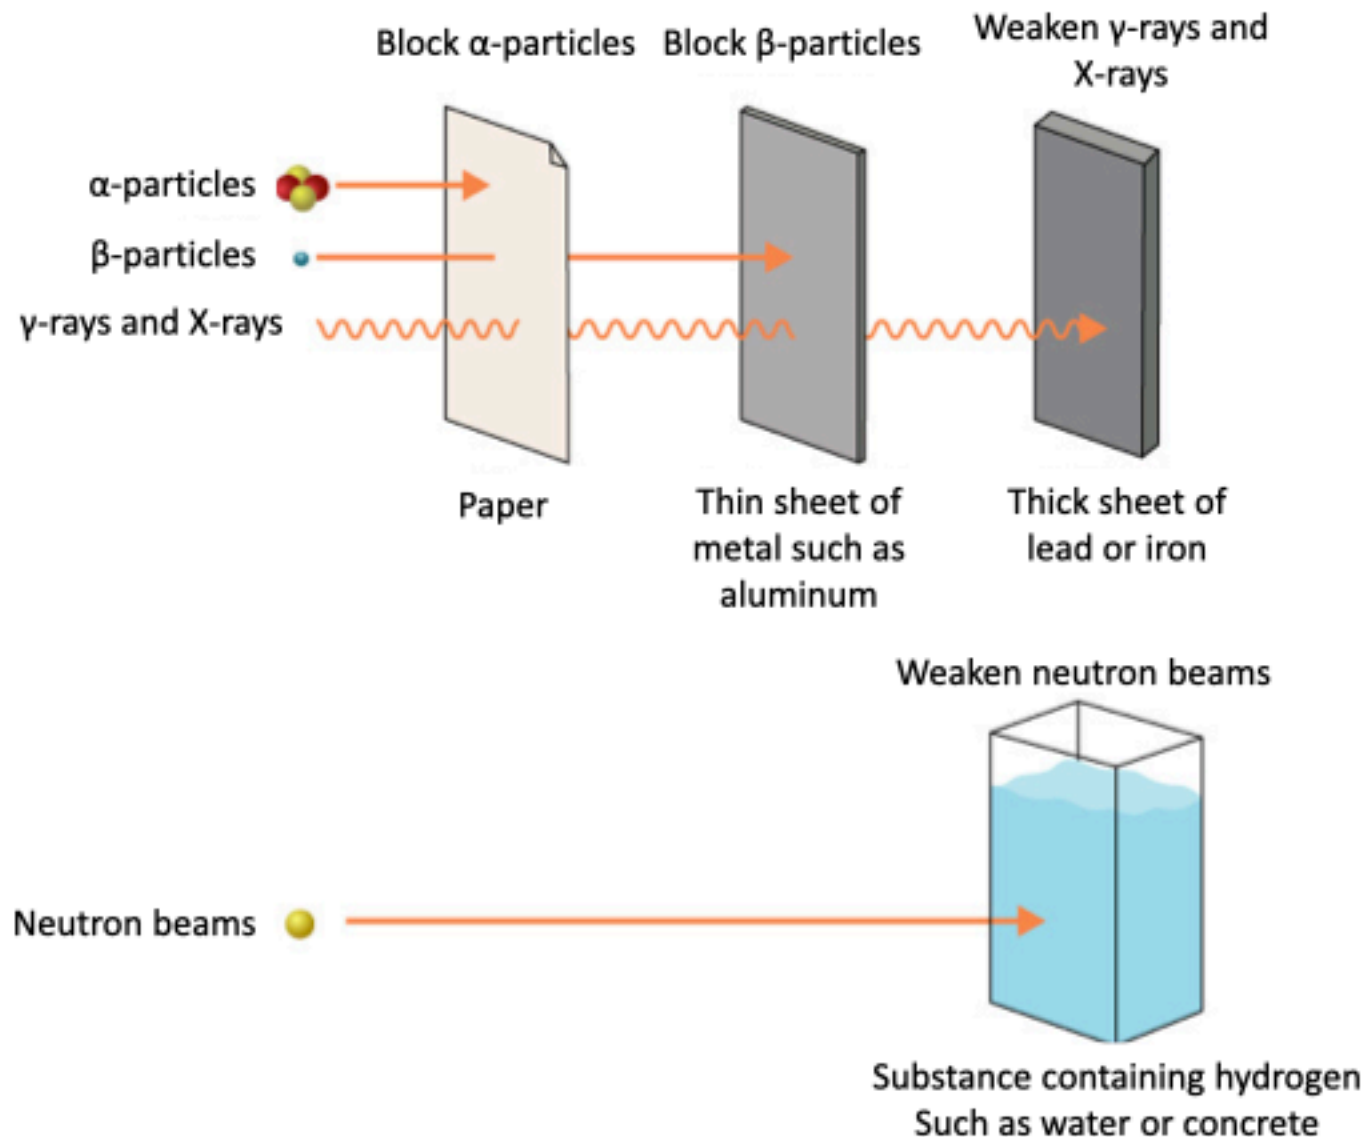 Block α-particles
Block β-particles
Weaken γ-rays and
X-rays
α-particles
β-particles
γ-rays and X-rays
Paper
Thin sheet of
metal such as
aluminum
Thick sheet of
lead or iron
Weaken neutron beams
Neutron beams
Substance containing hydrogen
Such as water or concrete